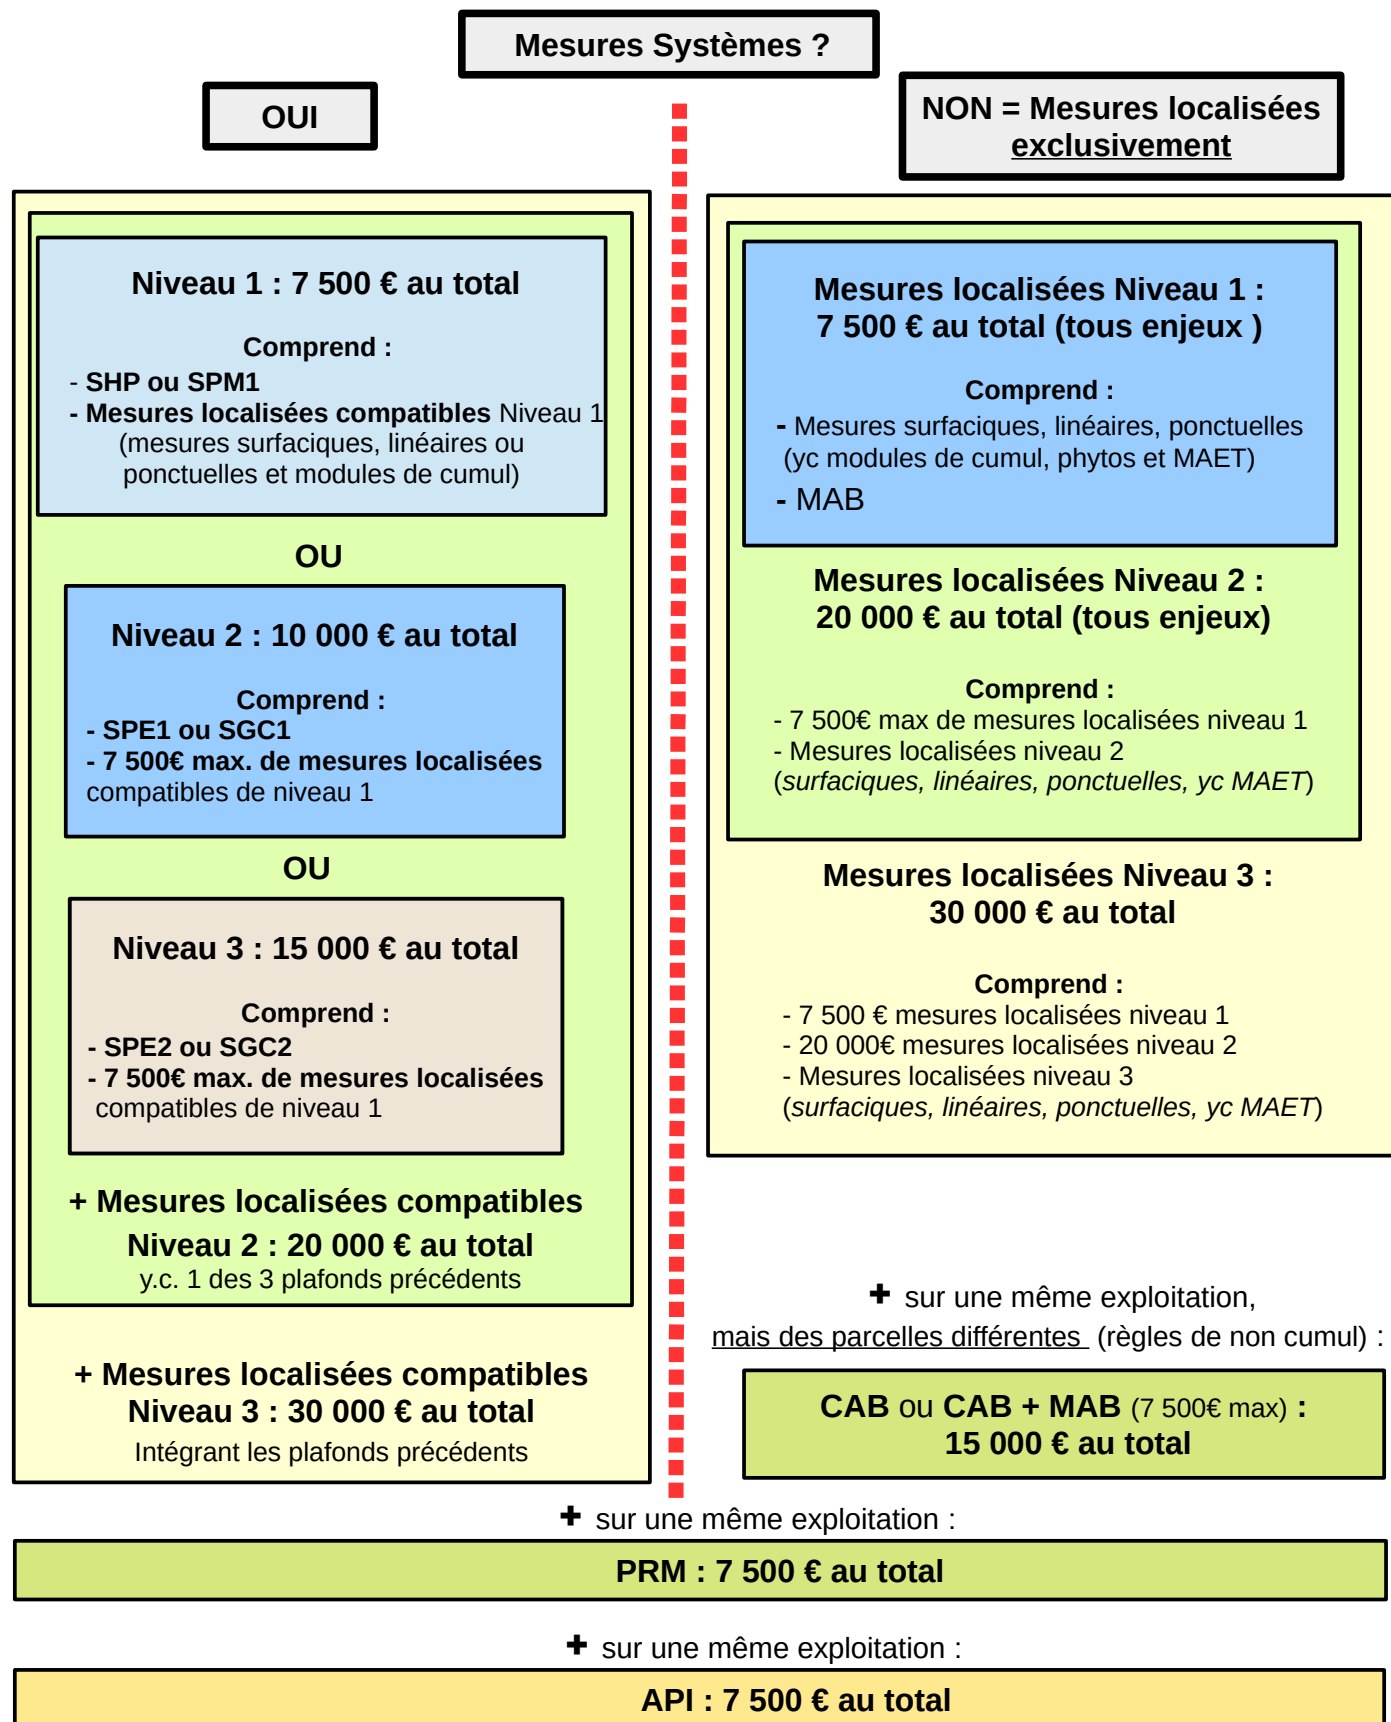 Mesures Systèmes ?
OUI
Niveau 1 : 7 500 € au total
Comprend :
- SHP ou SPM1
- Mesures localisées compatibles Niveau 1
(mesures surfaciques, linéaires ou
ponctuelles et modules de cumul)
OU
Niveau 2 : 10 000 € au total
Comprend :
- SPE1 ou SGC1
- 7 500€ max. de mesures localisées
compatibles de niveau 1
OU
Niveau 3 : 15 000 € au total
Comprend :
- SPE2 ou SGC2
- 7 500€ max. de mesures localisées
compatibles de niveau 1
+ Mesures localisées compatibles
Niveau 2 : 20 000 € au total
y.c. 1 des 3 plafonds précédents
+ Mesures localisées compatibles
Niveau 3 : 30 000 € au total
Intégrant les plafonds précédents
NON = Mesures localisées
exclusivement
Mesures localisées Niveau 1 :
7 500 € au total (tous enjeux )
Comprend :
- Mesures surfaciques, linéaires, ponctuelles
(yc modules de cumul, phytos et MAET)
- MAB
Mesures localisées Niveau 2 :
20 000 € au total (tous enjeux)
Comprend :
- 7 500€ max de mesures localisées niveau 1
- Mesures localisées niveau 2
(surfaciques, linéaires, ponctuelles, yc MAET)
Mesures localisées Niveau 3 :
30 000 € au total
Comprend :
- 7 500 € mesures localisées niveau 1
- 20 000€ mesures localisées niveau 2
- Mesures localisées niveau 3
(surfaciques, linéaires, ponctuelles, yc MAET)
+ sur une même exploitation,
mais des parcelles différentes (règles de non cumul) :
CAB ou CAB + MAB (7 500€ max) :
15 000 € au total
+ sur une même exploitation :
PRM : 7 500 € au total
+ sur une même exploitation :
API : 7 500 € au total